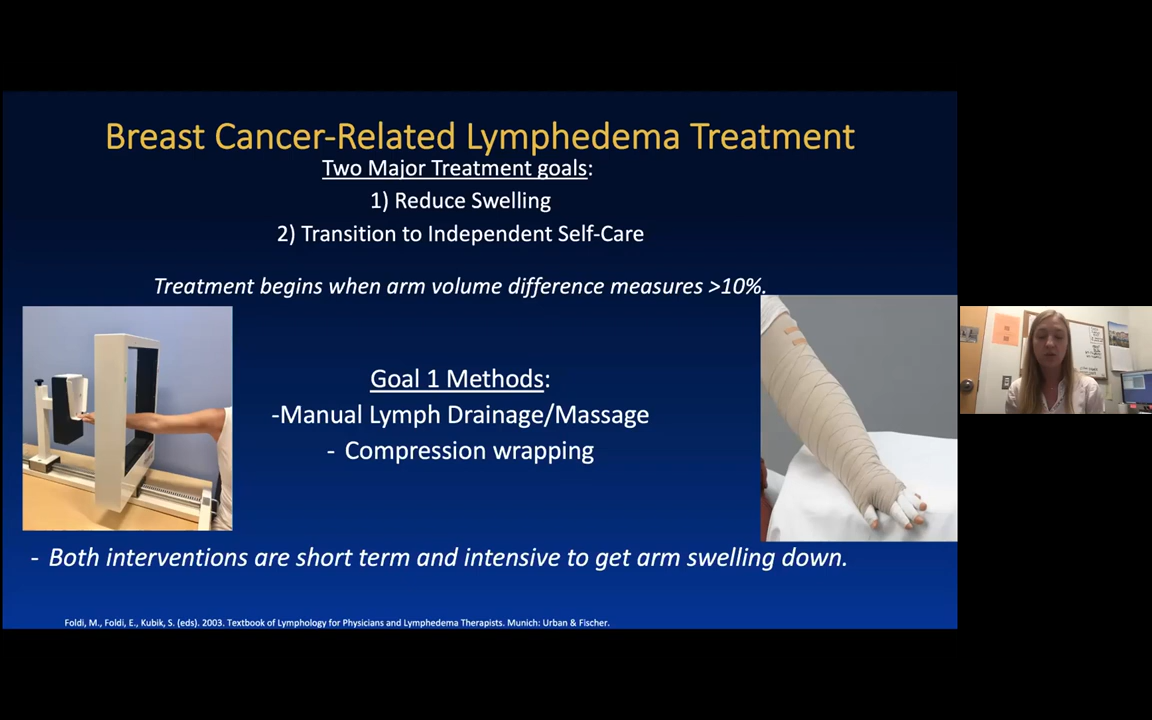 Breast Cancer-Related Lymphedema Treatment
Two Major Treatment goals:
1) Reduce Swelling
2) Transition to Independent Self-Care
Treatment begins when arm volume difference measures >10%.
Goal 1 Methods:
-Manual Lymph Drainage/Massage
- Compression wrapping
- Both interventions are short term and intensive to get arm swelling down.
Foldi, M., Foldi, E., Kubik, S. (eds). 2003. Textbook of Lymphology for Physicians and Lymphedema Therapists. Munich: Urban & Fischer.